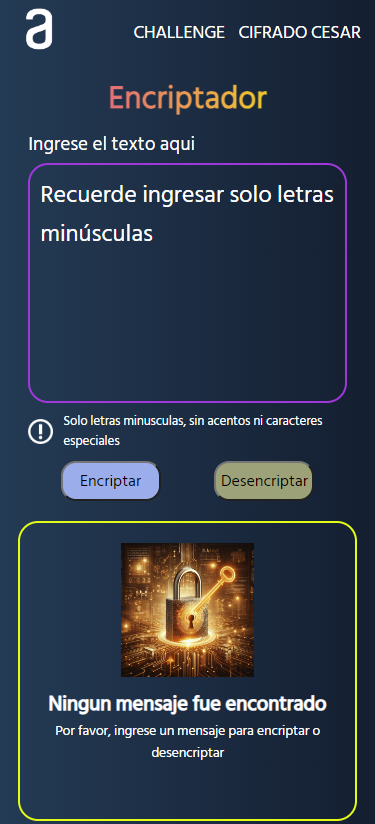 a
CHALLENGE CIFRADO CESAR
Encriptador
Ingrese el texto aqui
Recuerde ingresar solo letras
minúsculas
Solo letras minusculas, sin acentos ni caracteres
especiales
Encriptar Desencriptar
Ningun mensaje fue encontrado
Por favor, ingrese un mensaje para encriptar o
desencriptar